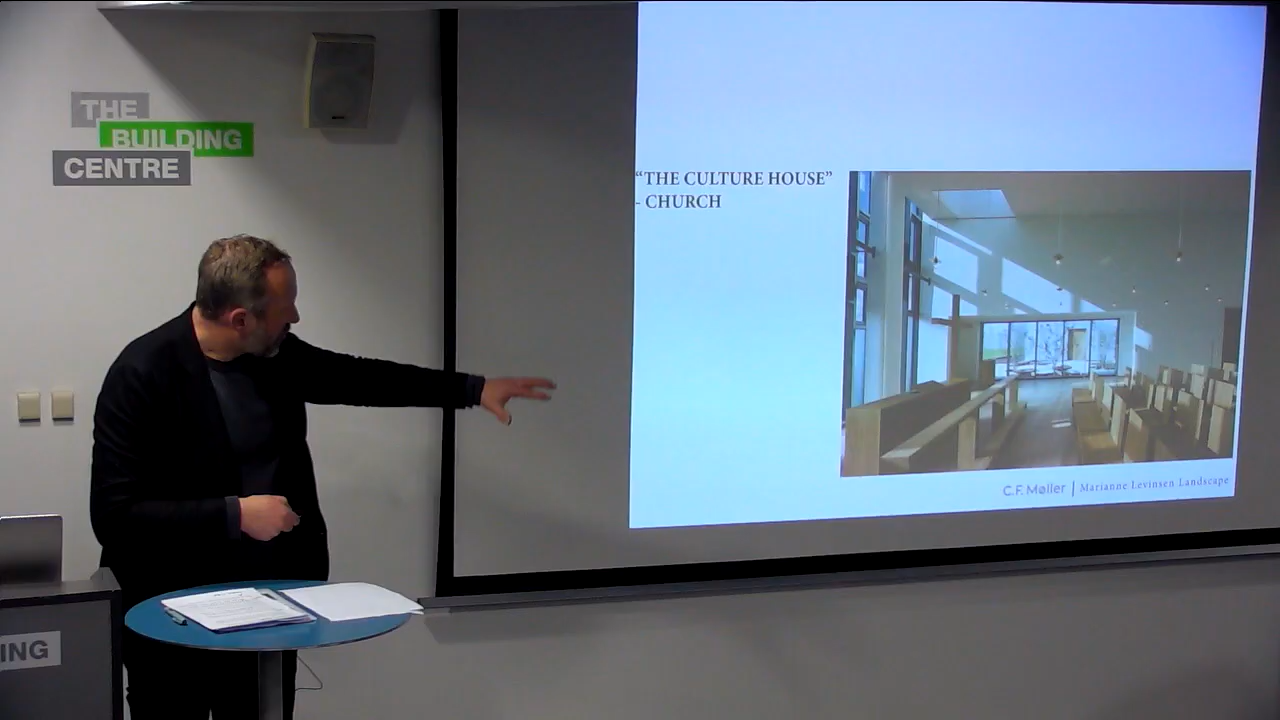 THE
BUILDING
CENTRE
“THE CULTURE HOUSE”
- CHURCH
C.F. Møller | Marianne Levinsen Landscape
ING